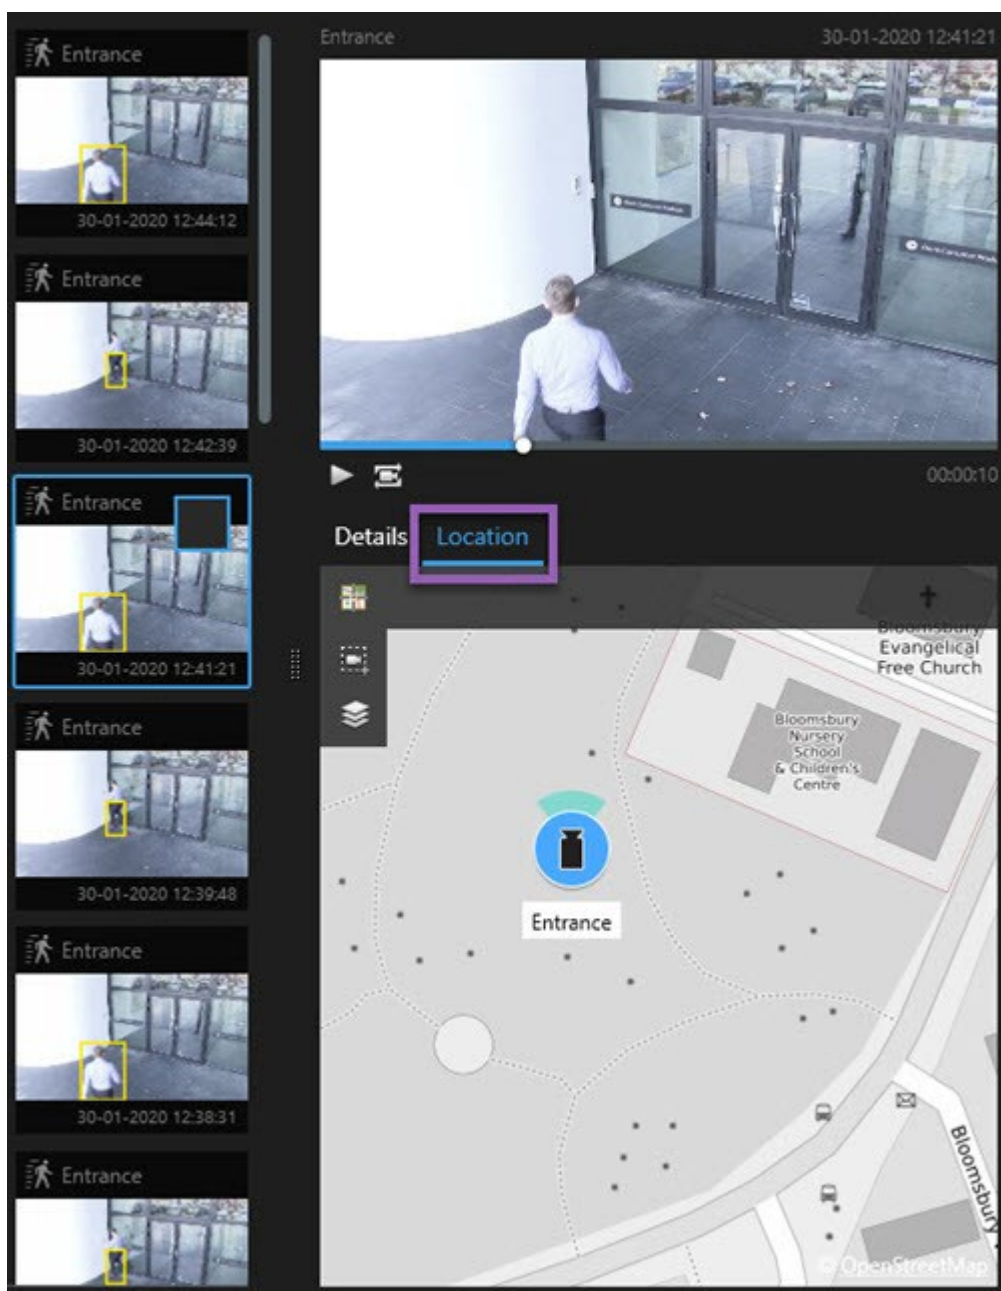 Entrance
30-01-2020 12:44:12
Entrance
30-01-2020 12:42:39
Entrance
30-01-2020 12:41:21
Entrance
30-01-2020 12:39:48
Entrance
30-01-2020 12:38:31
Entrance
Entrance
30-01-2020 12:41:21
00:00:10
Details
Location
Bloomsbury
Evangelical
Free Church
Bloomsbury
Nursery
School
& Children's
Centre
Entrance
Bloomsbury
© OpenStreetMap